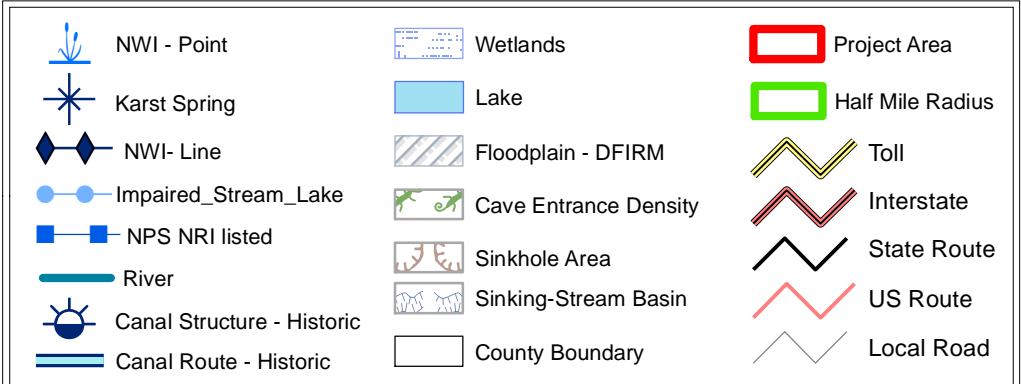 NWI - Point
Karst Spring
NWI- Line
Impaired_Stream_Lake
NPS NRI listed
River
Canal Structure - Historic
Canal Route - Historic
Wetlands
Lake
Floodplain - DFIRM
Cave Entrance Density
Sinkhole Area
Sinking-Stream Basin
County Boundary
Project Area
Half Mile Radius
Toll
Interstate
State Route
US Route
Local Road